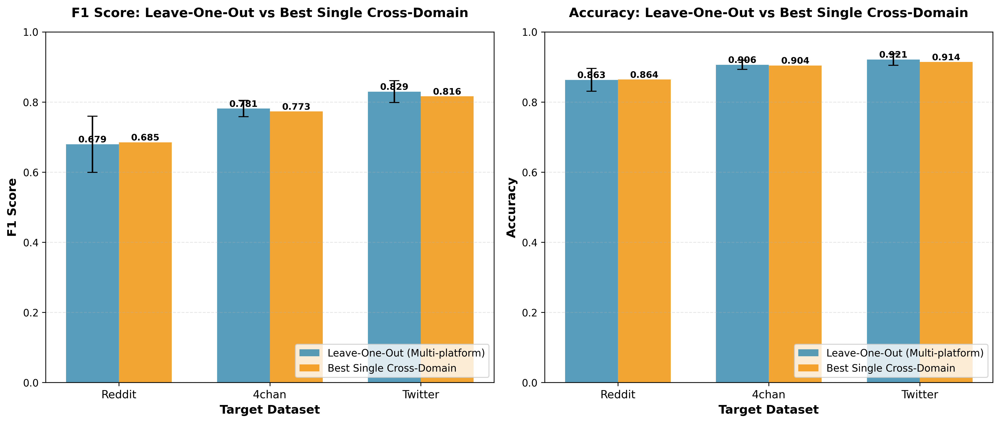 F1 Score: Leave-One-Out vs Best Single Cross-Domain
1.0
0.8
0.6
0.4
0.2
0.0
F1 Score
0.679
0.685
0.781
0.773
0.829
0.816
Leave-One-Out (Multi-platform)
Best Single Cross-Domain
Reddit
4chan
Twitter
Target Dataset
Accuracy: Leave-One-Out vs Best Single Cross-Domain
1.0
0.8
0.6
0.4
0.2
0.0
Accuracy
0.863
0.864
0.906
0.904
0.921
0.914
Leave-One-Out (Multi-platform)
Best Single Cross-Domain
Reddit
4chan
Twitter
Target Dataset